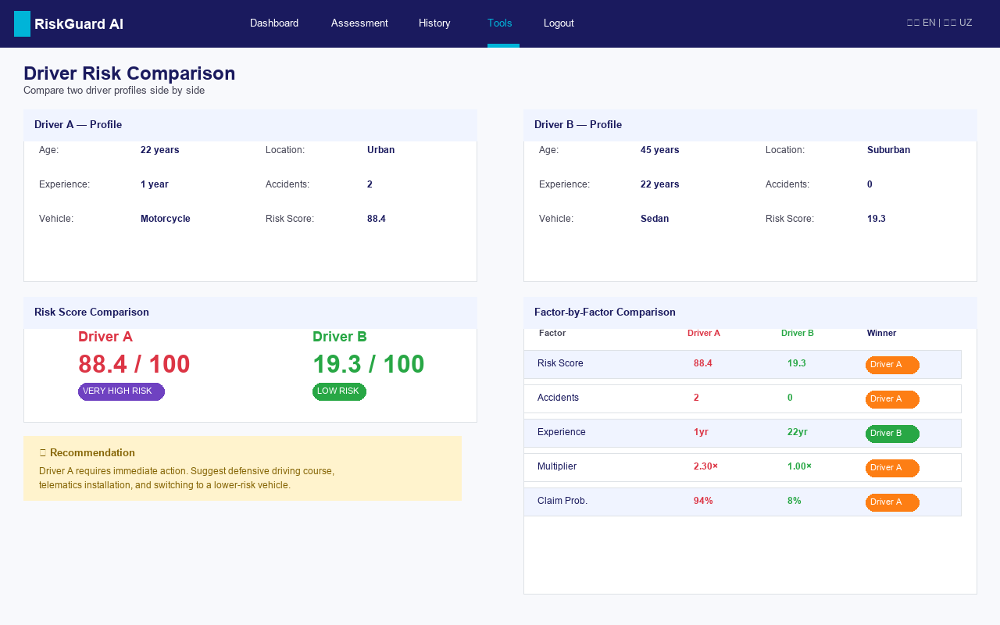 RiskGuard AI
Dashboard Assessment History Tools Logout
EN | UZ
Driver Risk Comparison
Compare two driver profiles side by side
Driver A — Profile
Age: 22 years Location: Urban
Experience: 1 year Accidents: 2
Vehicle: Motorcycle Risk Score: 88.4
Driver B — Profile
Age: 45 years Location: Suburban
Experience: 22 years Accidents: 0
Vehicle: Sedan Risk Score: 19.3
Risk Score Comparison
Driver A Driver B
88.4 / 100 19.3 / 100
VERY HIGH RISK LOW RISK
Recommendation
Driver A requires immediate action. Suggest defensive driving course,
telematics installation, and switching to a lower-risk vehicle.
Factor-by-Factor Comparison
Factor Driver A Driver B Winner
Risk Score 88.4 19.3 Driver A
Accidents 2 0 Driver A
Experience 1yr 22yr Driver B
Multiplier 2.30× 1.00× Driver A
Claim Prob. 94% 8% Driver A